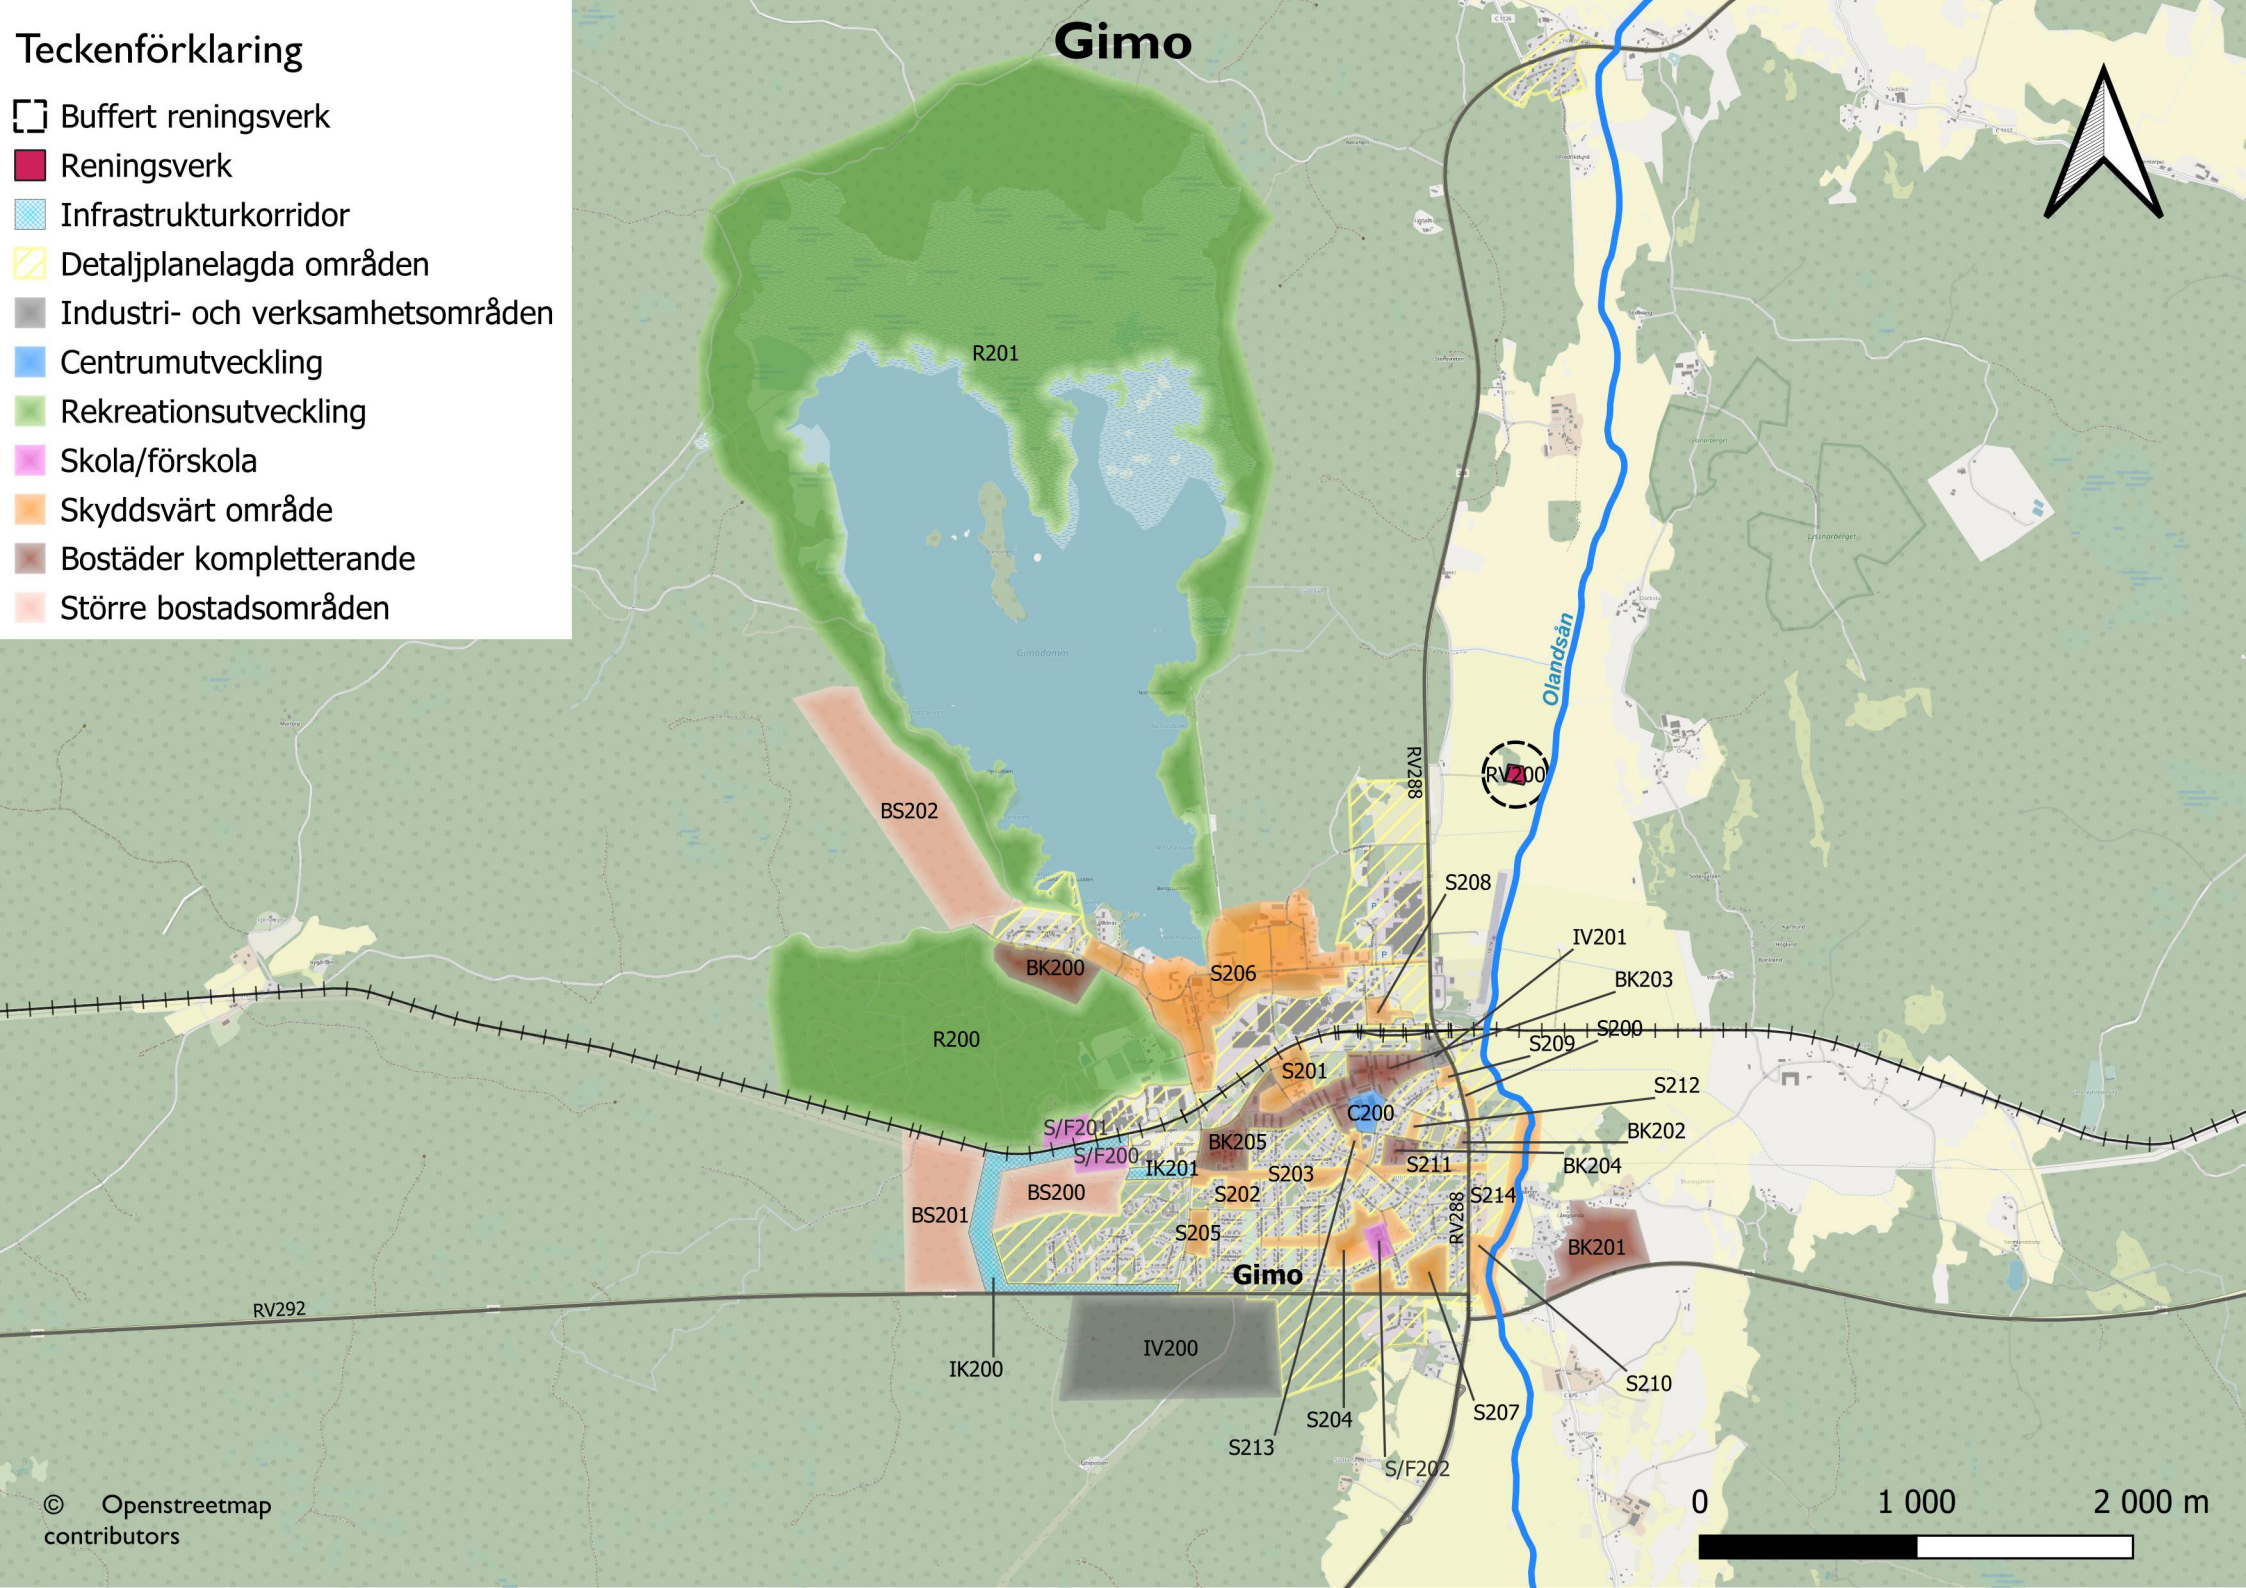 Gimo
Teckenförklaring
Buffert reningsverk
Reningsverk
Infrastrukturkorridor
Detaljplanelagda områden
Industri- och verksamhetsområden
Centrumutveckling
Rekreationsutveckling
Skola/förskola
Skyddsvärt område
Bostäder kompletterande
Större bostadsområden
R201
Lyssnarberget
Lyssnarberget
Gimodamm
Olandsån
RV288
RV200
BS202
S208
IV201
BK200
S206
BK203
R200
S200
S209
S201
S212
C200
S/F201
BK202
BK205
S/F200
IK201
S211
BK204
S203
BS200
S202
S214
BS201
RV288
S205
BK201
Gimo
RV292
IV200
IK200
S210
S207
S204
S213
S/F202
© Openstreetmap
contributors
0 1 000 2 000 m